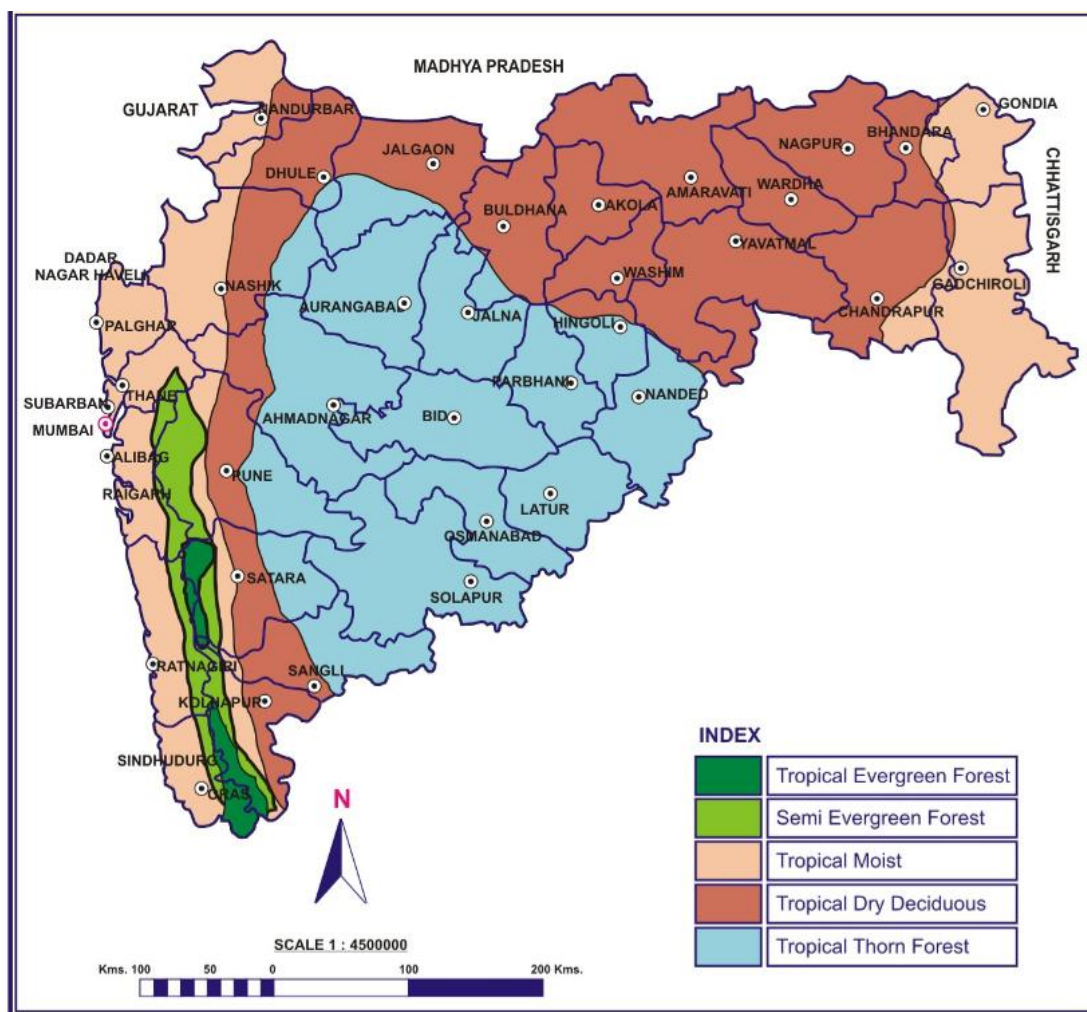 MADHYA PRADESH
GUJARAT
NANDURBAR
GONDIA
NAGPUR
BHANDARA
JALGAON
CHHATTISGARH
DHULE
AMARAVATI
WARDHA
BULDHANA
AKOLA
YAVATMAL
DADAR
NAGAR HAVELI
WASHIM
GADCHIROLI
NASHIK
AURANGABAD
JALNA
CHANDRAPUR
PALGHAR
HINGOLI
PARBHANI
THANE
NANDED
SUBARBAN
AHMADNAGAR
BID
MUMBAI
ALIBAG
PUNE
RAIGARH
LATUR
OSMANABAD
SATARA
SOLAPUR
RATNAGIRI
SANGLI
KOLHAPUR
SINDHUDURG
ORAS
INDEX
Tropical Evergreen Forest
Semi Evergreen Forest
Tropical Moist
Tropical Dry Deciduous
Tropical Thorn Forest
N
SCALE 1 : 4500000
Kms. 100 50 0 100 200 Kms.